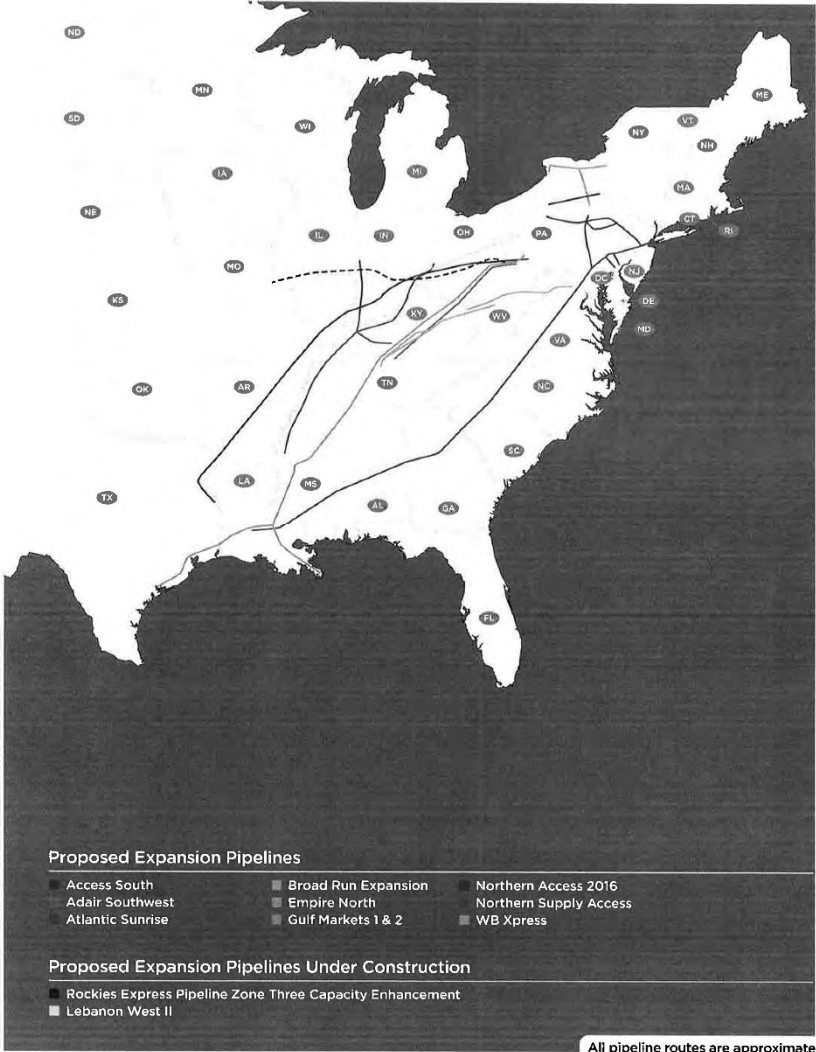 ND
MN
ME
SD
WI
VT
NY
NH
IA
MI
MA
NE
CT
IL
IN
OH
PA
RI
MO
DC
NJ
KS
KY
WV
DE
MD
VA
OK
AR
TN
NC
SC
LA
MS
TX
AL
GA
FL
Proposed Expansion Pipelines
Access South
Broad Run Expansion
Northern Access 2016
Adair Southwest
Empire North
Northern Supply Access
Atlantic Sunrise
Gulf Markets 1 & 2
WB Xpress
Proposed Expansion Pipelines Under Construction
Rockies Express Pipeline Zone Three Capacity Enhancement
Lebanon West II
All pipeline routes are approximate